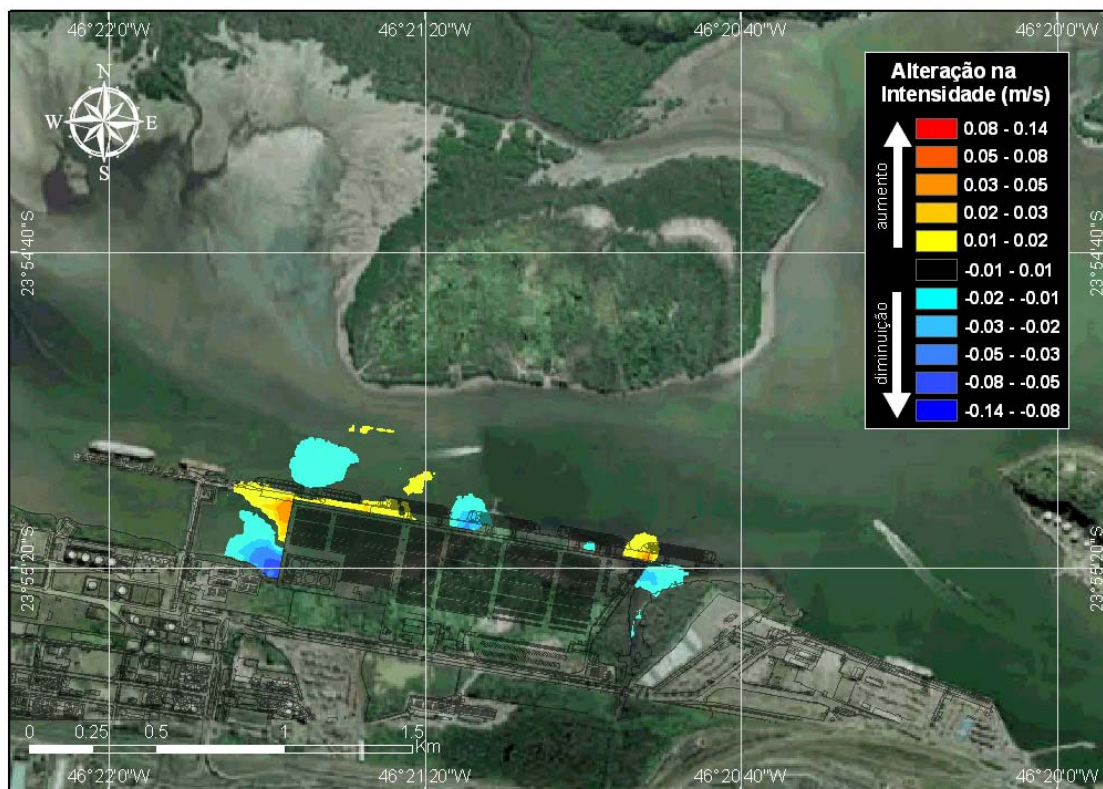 46°22'0"W 46°21'20"W 46°20'40"W 46°20'0"W
N
W E
S
Alteração na
Intensidade (m/s)
aumento
0.08 - 0.14
0.05 - 0.08
0.03 - 0.05
0.02 - 0.03
0.01 - 0.02
-0.01 - 0.01
diminuição
-0.02 - -0.01
-0.03 - -0.02
-0.05 - -0.03
-0.08 - -0.05
-0.14 - -0.08
23°54'40"S 23°54'40"S
23°55'20"S 23°55'20"S
0 0.25 0.5 1 1.5
Km
46°22'0"W 46°21'20"W 46°20'40"W 46°20'0"W